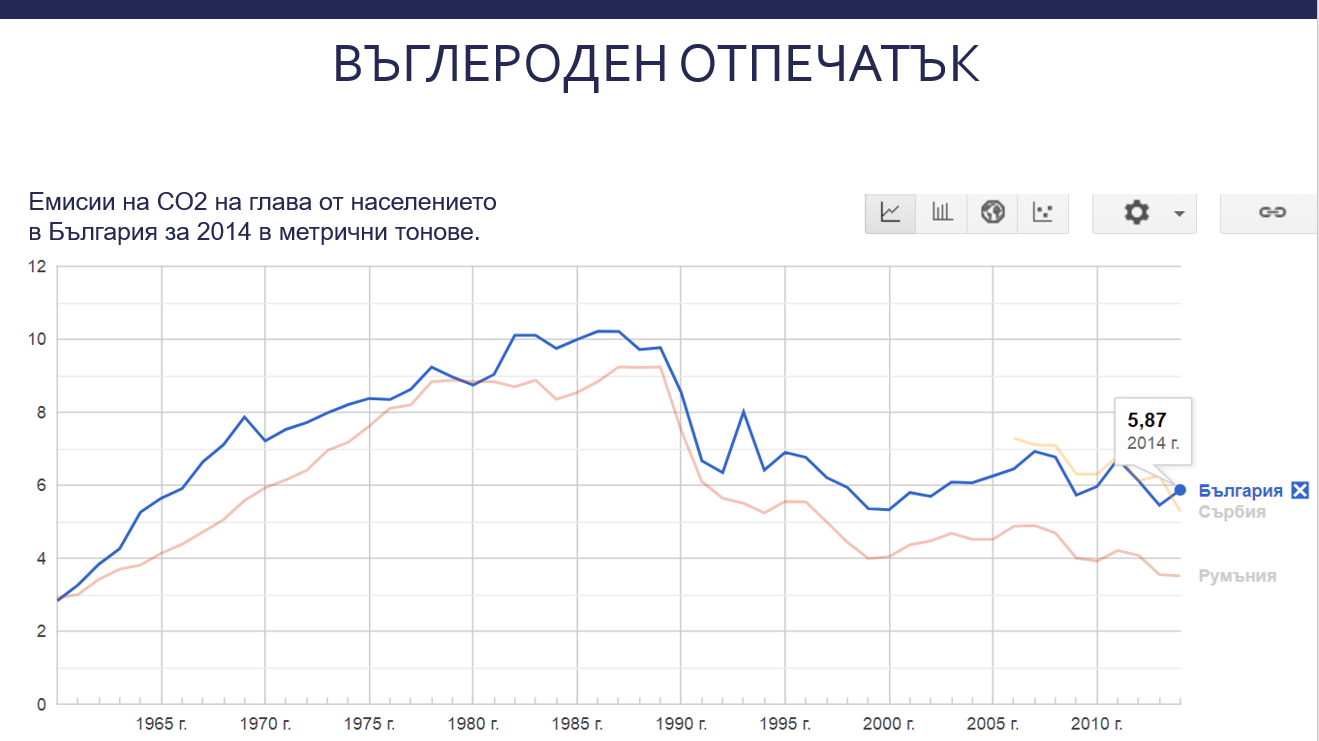 ВЪГЛЕРОДЕН ОТПЕЧАТЪК
Емисии на CO2 на глава от населението
в България за 2014 в метрични тонове.
12
10
8
6
4
2
0
5,87
2014 г.
България
Сърбия
Румъния
1965 г. 1970 г. 1975 г. 1980 г. 1985 г. 1990 г. 1995 г. 2000 г. 2005 г. 2010 г.